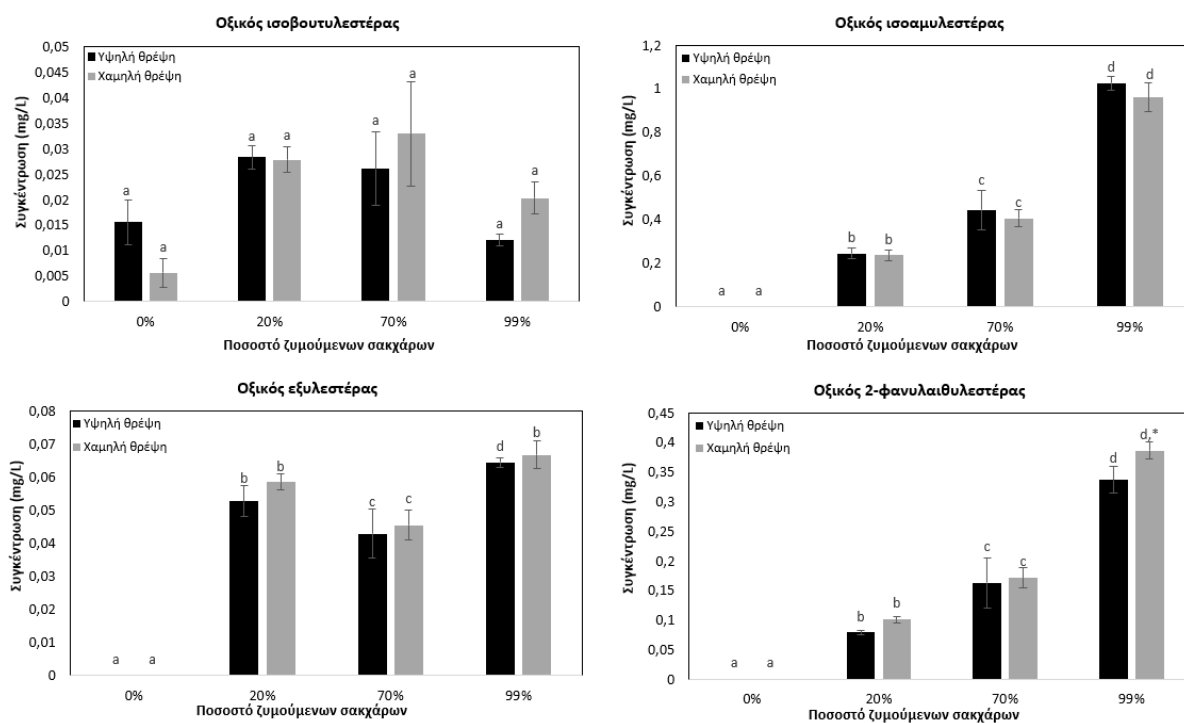 Οξικός ισοβουτυλεστέρας
Συγκέντρωση (mg/L)
0,05
0,045
0,04
0,035
0,03
0,025
0,02
0,015
0,01
0,005
0
Υψηλή θρέψη
Χαμηλή θρέψη
a a a a a a a a
0% 20% 70% 99%
Ποσοστό ζυμούμενων σακχάρων
Οξικός ισοαμυλεστέρας
Συγκέντρωση (mg/L)
1,2
1
0,8
0,6
0,4
0,2
0
Υψηλή θρέψη
Χαμηλή θρέψη
a a b b c c d d
0% 20% 70% 99%
Ποσοστό ζυμούμενων σακχάρων
Οξικός εξυλεστέρας
Συγκέντρωση (mg/L)
0,08
0,07
0,06
0,05
0,04
0,03
0,02
0,01
0
Υψηλή θρέψη
Χαμηλή θρέψη
a a b b c c d b
0% 20% 70% 99%
Ποσοστό ζυμούμενων σακχάρων
Οξικός 2-φανυλαιθυλεστέρας
Συγκέντρωση (mg/L)
0,45
0,4
0,35
0,3
0,25
0,2
0,15
0,1
0,05
0
Υψηλή θρέψη
Χαμηλή θρέψη
a a b b c c d d,*
0% 20% 70% 99%
Ποσοστό ζυμούμενων σακχάρων